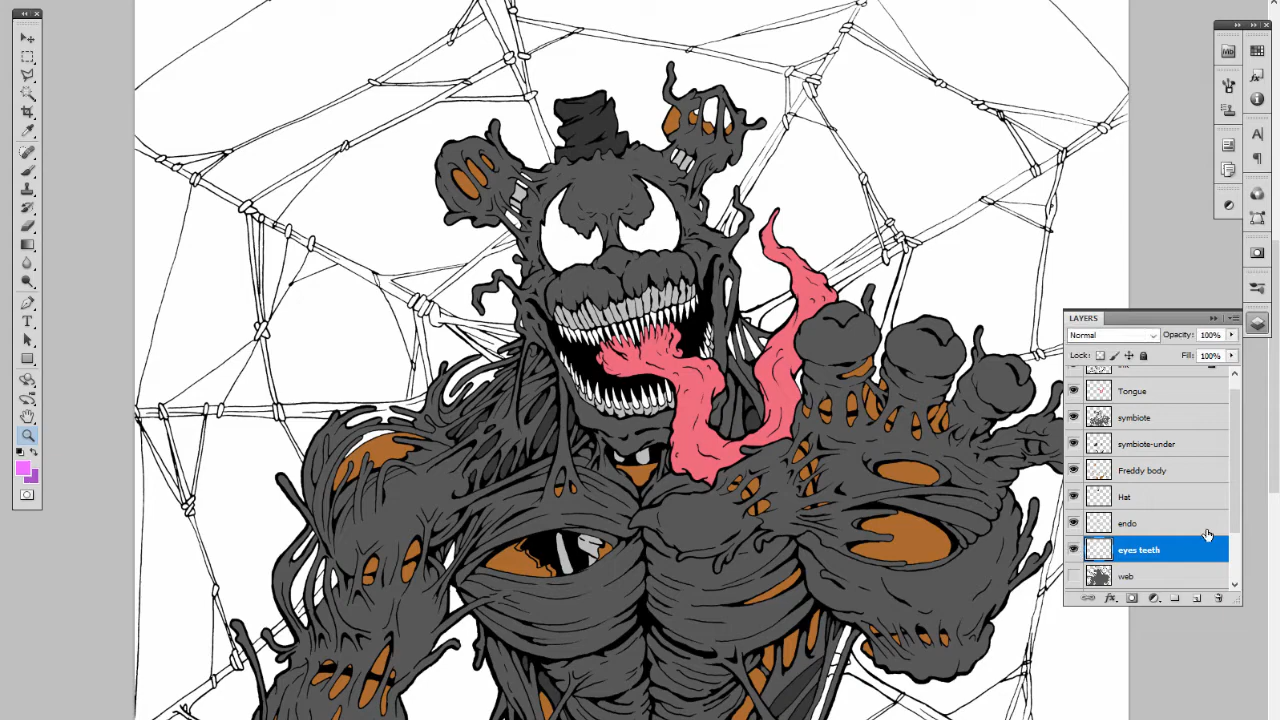 LAYERS
Normal Opacity: 100%
Lock: Fill: 100%
Tongue
symbiote
symbiote-under
Freddy body
Hat
endo
eyes teeth
web